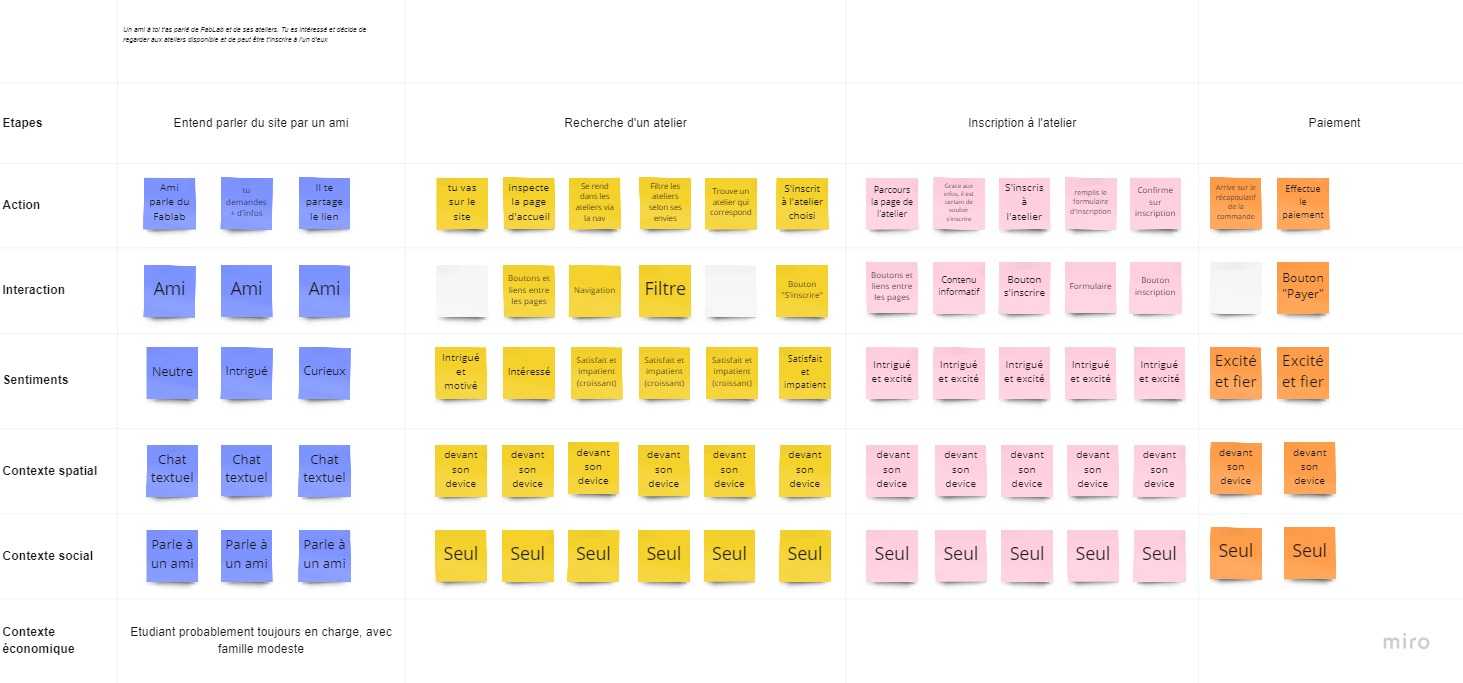 Un ami à toi t'as parlé de FabLab et de ses ateliers. Tu es intéressé et décide de
regarder aux ateliers disponible et de peut être t'inscrire à l'un d'eux
Etapes
Entend parler du site par un ami
Recherche d'un atelier
Inscription à l'atelier
Paiement
Action
Ami
parle du
Fablab
tu
demandes
+ d'infos
Il te
partage
le lien
tu vas
sur le
site
inspecte
la page
d'accueil
Se rend
dans les
ateliers via
la nav
Filtre les
ateliers
selon ses
envies
Trouve un
atelier qui
correspond
S'inscrit
à l'atelier
choisi
Parcours
la page de
l'atelier
Grace aux
infos, il est
certain de
vouloir
s'inscrire
S'inscris
à
l'atelier
remplis le
formulaire
d'inscription
Confirme
sur
inscription
Arrive sur le
récapitulatif
de la
commande
Effectue
le
paiement
Interaction
Ami
Ami
Ami
Boutons et
liens entre
les pages
Navigation
Filtre
Bouton
"S'inscrire"
Boutons et
liens entre
les pages
Contenu
informatif
Bouton
s'inscrire
Formulaire
Bouton
inscription
Bouton
"Payer"
Sentiments
Neutre
Intrigué
Curieux
Intrigué
et
motivé
Intéressé
Satisfait et
impatient
(croissant)
Satisfait et
impatient
(croissant)
Satisfait et
impatient
(croissant)
Satisfait
et
impatient
Intrigué
et excité
Intrigué
et excité
Intrigué
et excité
Intrigué
et excité
Intrigué
et excité
Excité
et fier
Excité
et fier
Contexte spatial
Chat
textuel
Chat
textuel
Chat
textuel
devant
son
device
devant
son
device
devant
son
device
devant
son
device
devant
son
device
devant
son
device
devant
son
device
devant
son
device
devant
son
device
devant
son
device
devant
son
device
devant
son
device
devant
son
device
Contexte social
Parle à
un ami
Parle à
un ami
Parle à
un ami
Seul
Seul
Seul
Seul
Seul
Seul
Seul
Seul
Seul
Seul
Seul
Seul
Seul
Contexte
économique
Etudiant probablement toujours en charge, avec
famille modeste
miro